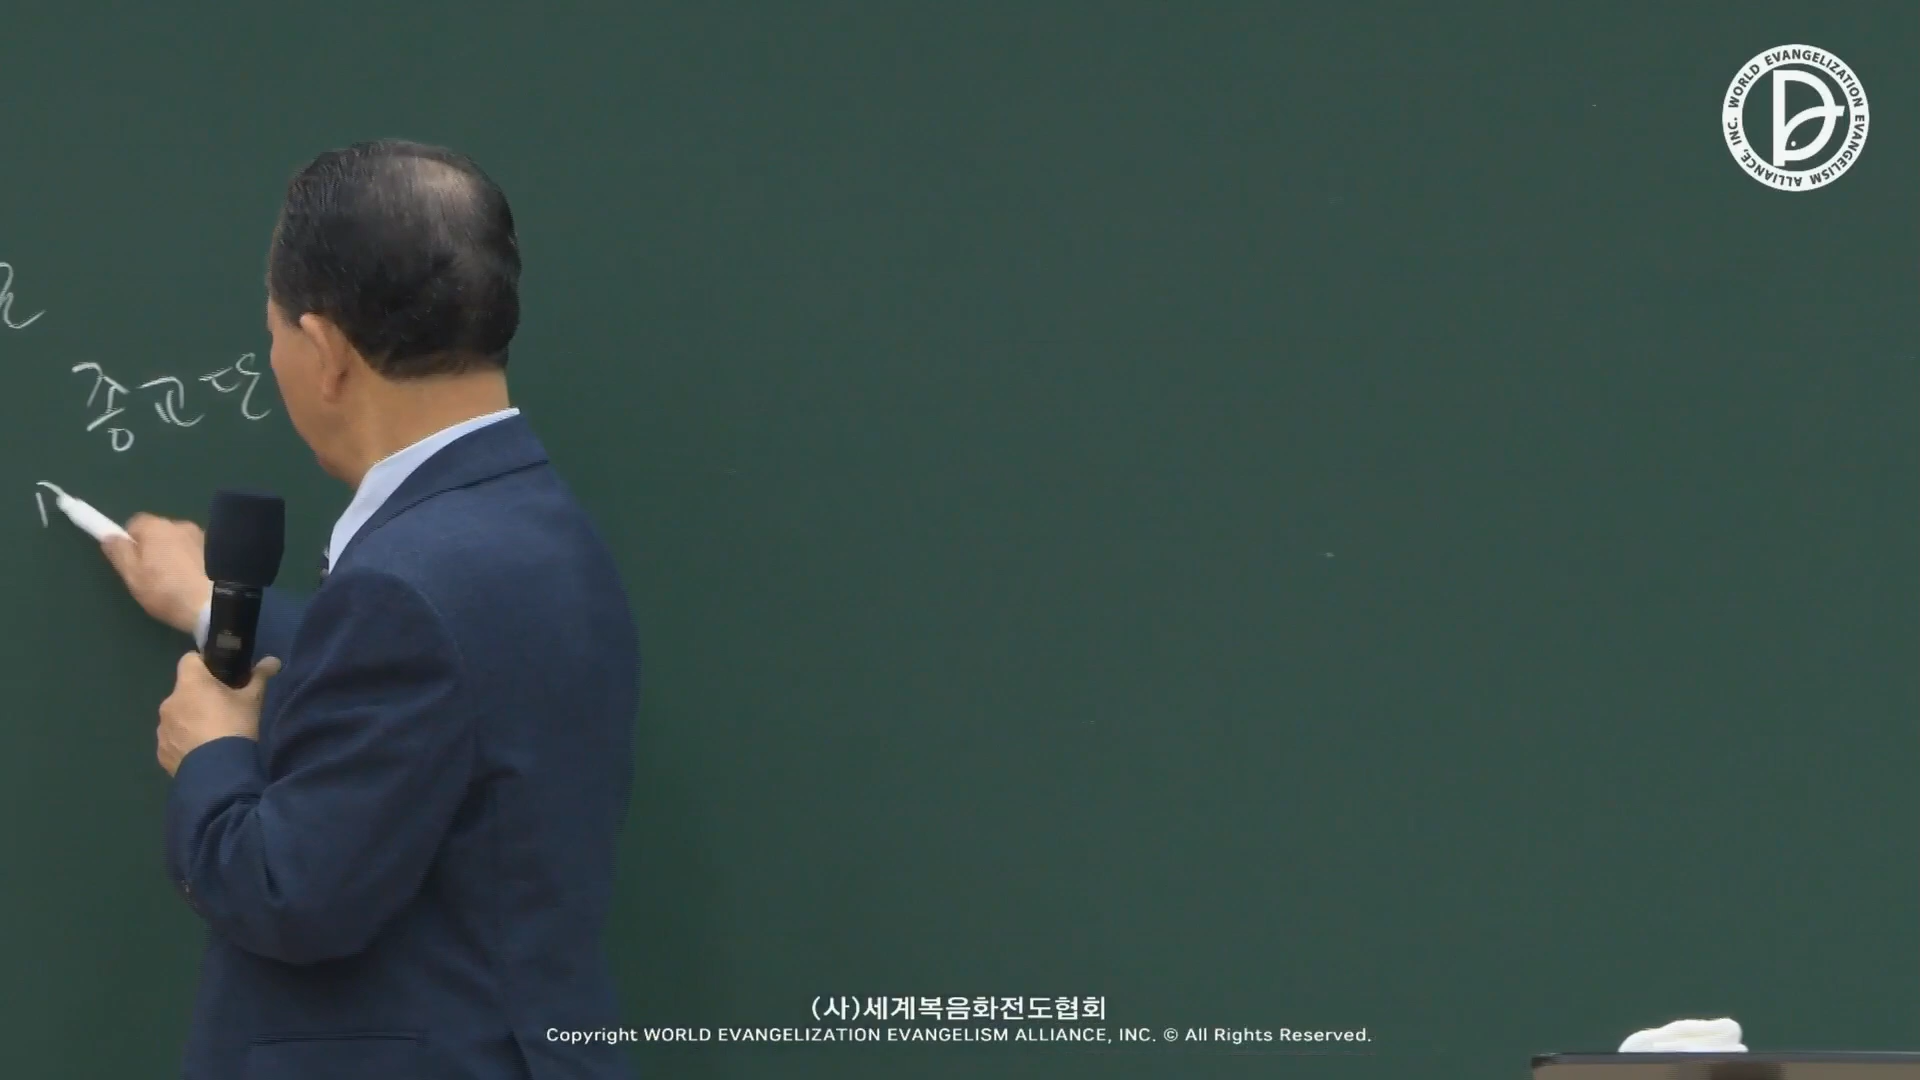 WORLD EVANGELIZATION EVANGELISM ALLIANCE, INC.
종교단
(사)세계복음화전도협회
Copyright WORLD EVANGELIZATION EVANGELISM ALLIANCE, INC. © All Rights Reserved.